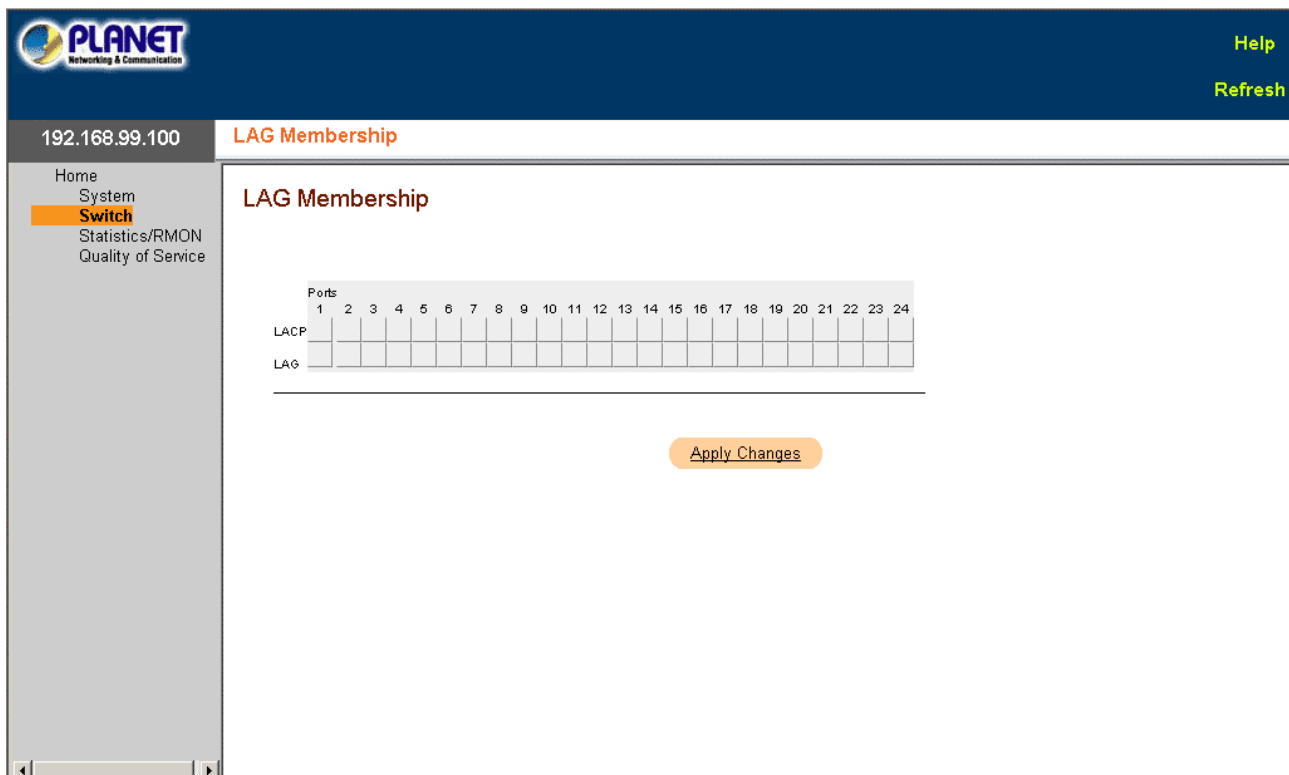 PLANET
Networking & Communication
Help
Refresh
192.168.99.100
LAG Membership
Home
System
Switch
Statistics/RMON
Quality of Service
LAG Membership
Ports
1 2 3 4 5 6 7 8 9 10 11 12 13 14 15 16 17 18 19 20 21 22 23 24
LACP
LAG
Apply Changes